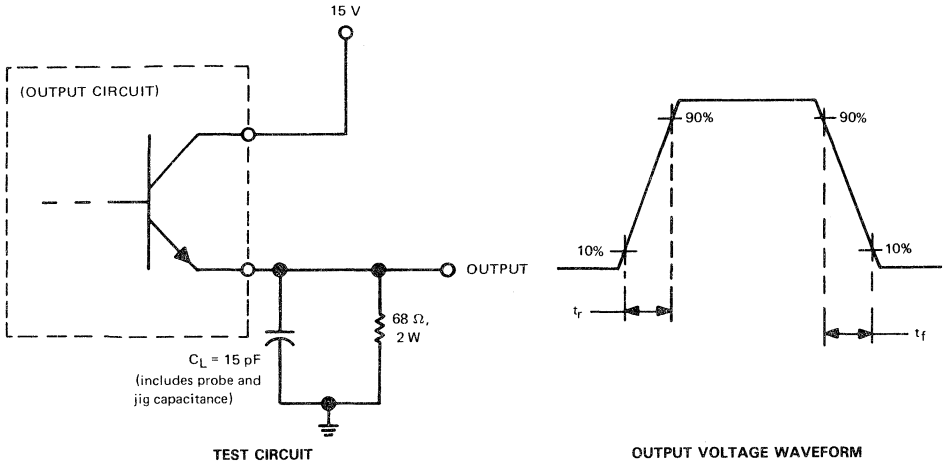 15 V
(OUTPUT CIRCUIT)
OUTPUT
68 Ω,
2 W
C_L = 15 pF
(includes probe and
jig capacitance)
TEST CIRCUIT
90%
90%
10%
10%
t_r
t_f
OUTPUT VOLTAGE WAVEFORM